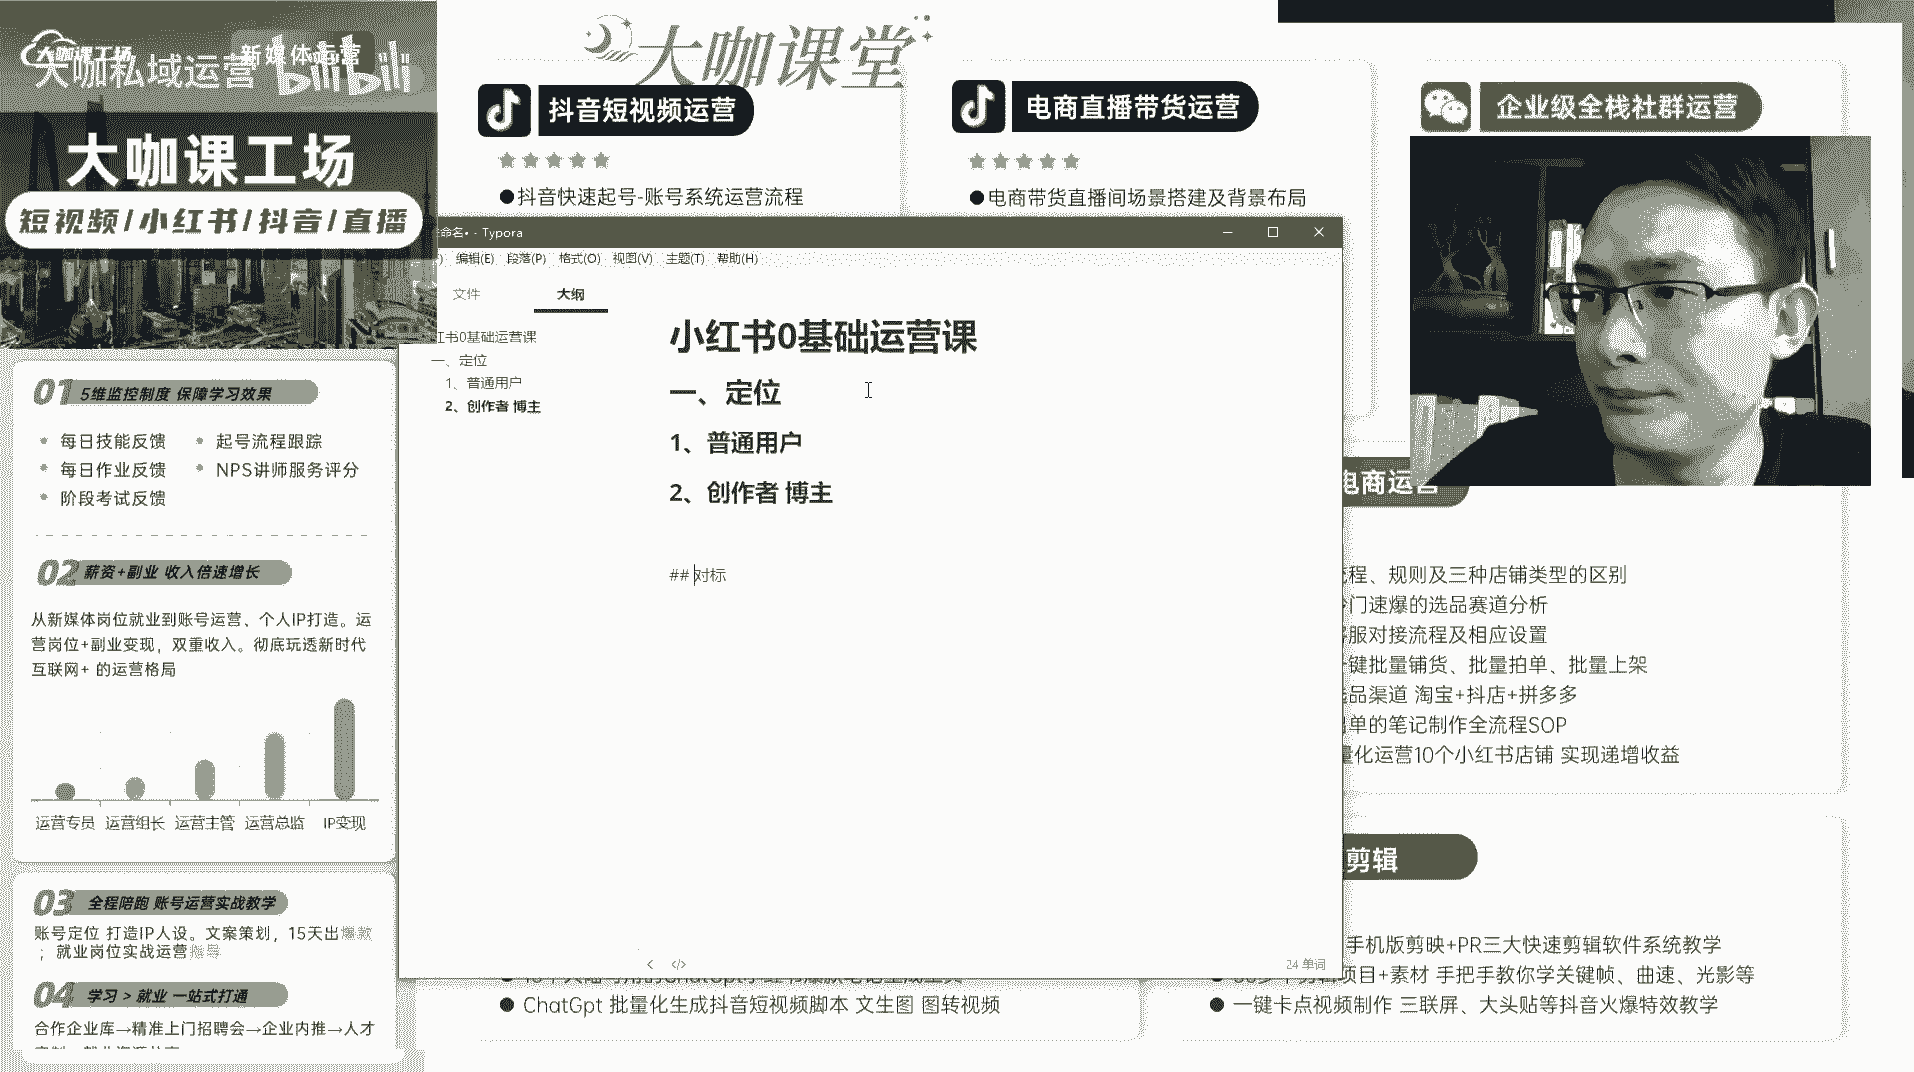 大咖课工场
大咖私域运营
新媒体运营
bilibili
大咖课工场
短视频/小红书/抖音/直播
01 5维监控制度 保障学习效果
每日技能反馈
起号流程跟踪
每日作业反馈
NPS讲师服务评分
阶段考试反馈
02 薪资+副业 收入倍速增长
从新媒体岗位就业到账号运营、个人IP打造。运
营岗位+副业变现，双重收入。彻底玩透新时代
互联网+ 的运营格局
运营专员 运营组长 运营主管 运营总监 IP变现
03 全程陪跑 账号运营实战教学
账号定位 打造IP人设。文案策划，15天出爆款
；就业岗位实战运营指导
04 学习 > 就业 一站式打通
合作企业库→精准上门招聘会→企业内推→人才
大咖课堂
抖音短视频运营
●抖音快速起号-账号系统运营流程
电商直播带货运营
●电商带货直播间场景搭建及背景布局
企业级全栈社群运营
命名• - Typora
) 编辑(E) 段落(P) 格式(O) 视图(V) 主题(T) 帮助(H)
文件 大纲
红书0基础运营课
一、定位
1、普通用户
2、创作者 博主
小红书0基础运营课
一、定位
1、普通用户
2、创作者 博主
## 对标
24 单词
电商运营
程、规则及三种店铺类型的区别
门速爆的选品赛道分析
服对接流程及相应设置
键批量铺货、批量拍单、批量上架
品渠道 淘宝+抖店+拼多多
单的笔记制作全流程SOP
量化运营10个小红书店铺 实现递增收益
剪辑
手机版剪映+PR三大快速剪辑软件系统教学
项目+素材 手把手教你学关键帧、曲速、光影等
● 一键卡点视频制作 三联屏、大头贴等抖音火爆特效教学
● ChatGpt 批量化生成抖音短视频脚本 文生图 图转视频